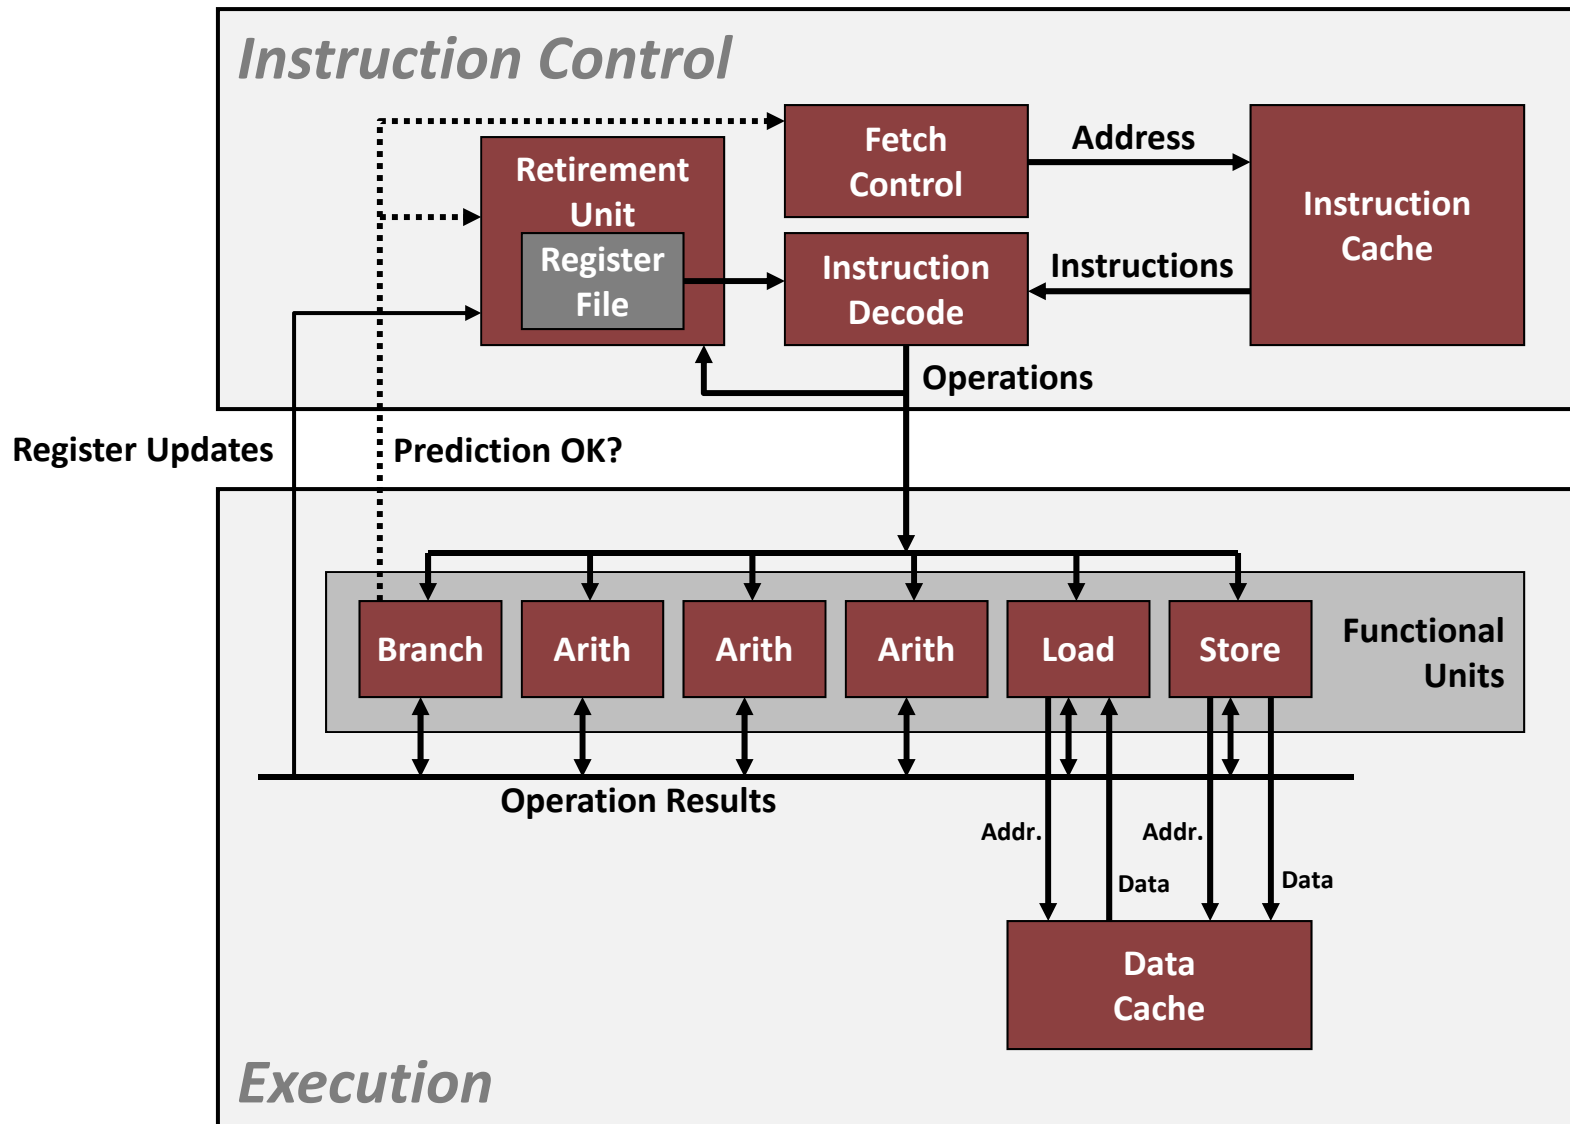 Instruction Control
Fetch
Control
Address
Retirement
Unit
Instruction
Cache
Register
File
Instruction
Decode
Instructions
Operations
Register Updates
Prediction OK?
Branch
Arith
Arith
Arith
Load
Store
Functional
Units
Operation Results
Addr.
Addr.
Data
Data
Data
Cache
Execution